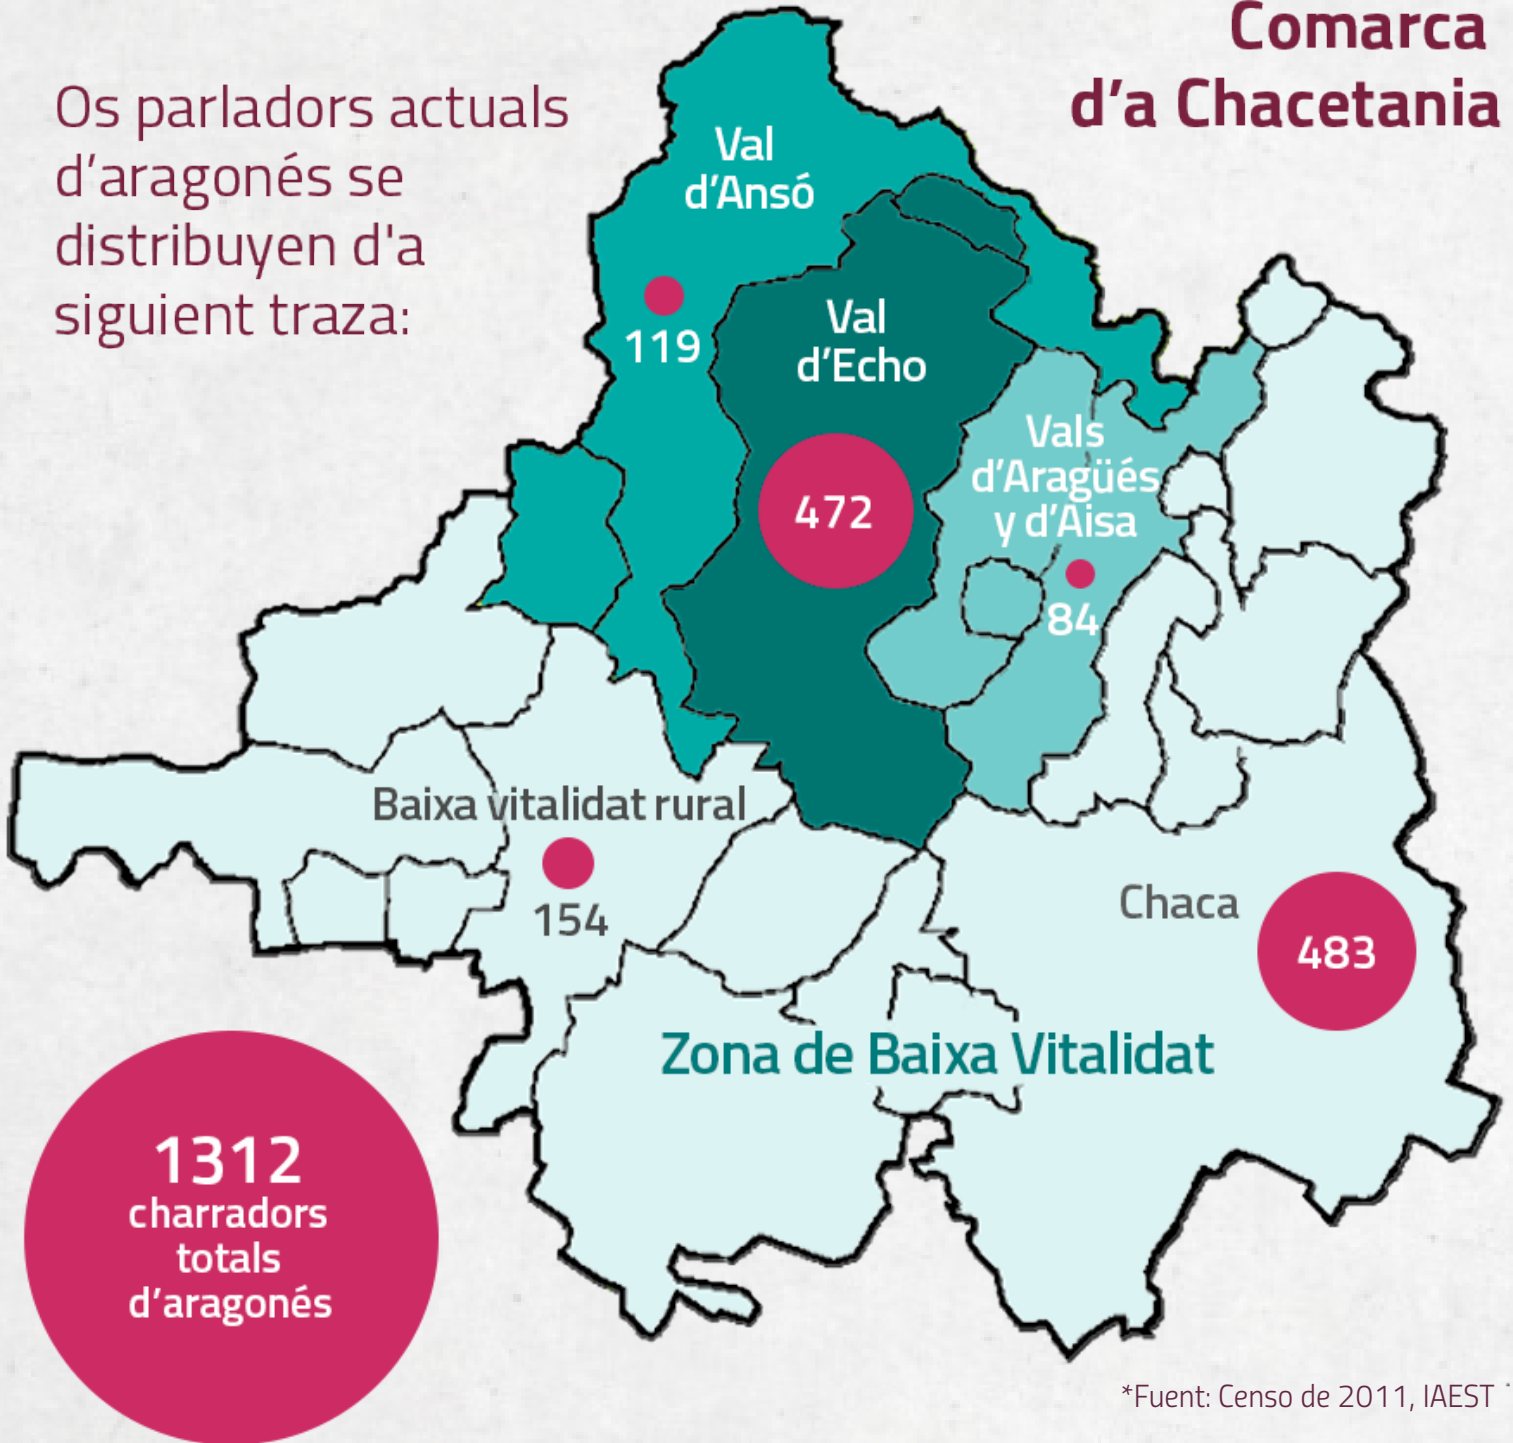 Comarca
d'a Chacetania
Os parladors actuals
d'aragonés se
distribuyen d'a
siguient traza:
Val
d'Ansó
119
Val
d'Echo
472
Vals
d'Aragüés
y d'Aisa
84
Baixa vitalidat rural
154
Chaca
483
Zona de Baixa Vitalidat
1312
charradors
totals
d'aragonés
*Fuent: Censo de 2011, IAEST